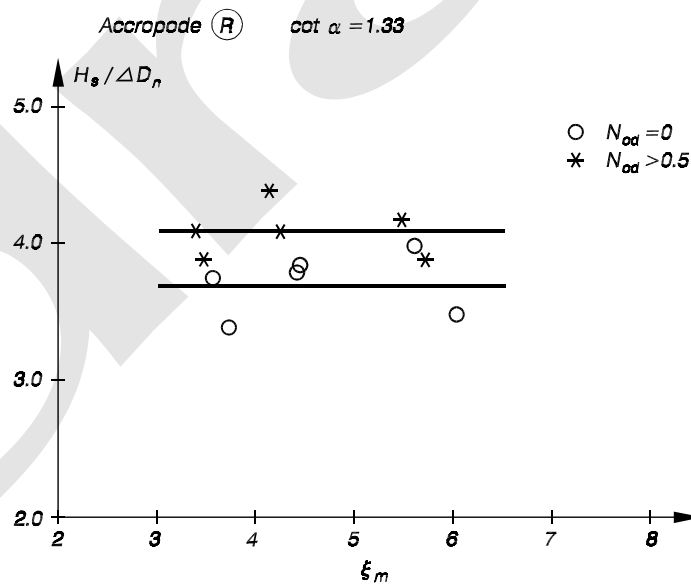 Accropode Ⓡ cot α = 1.33
Hs / △Dn
5.0
Nod = 0
Nod > 0.5
4.0
3.0
2.0
2 3 4 5 6 7 8
ξm